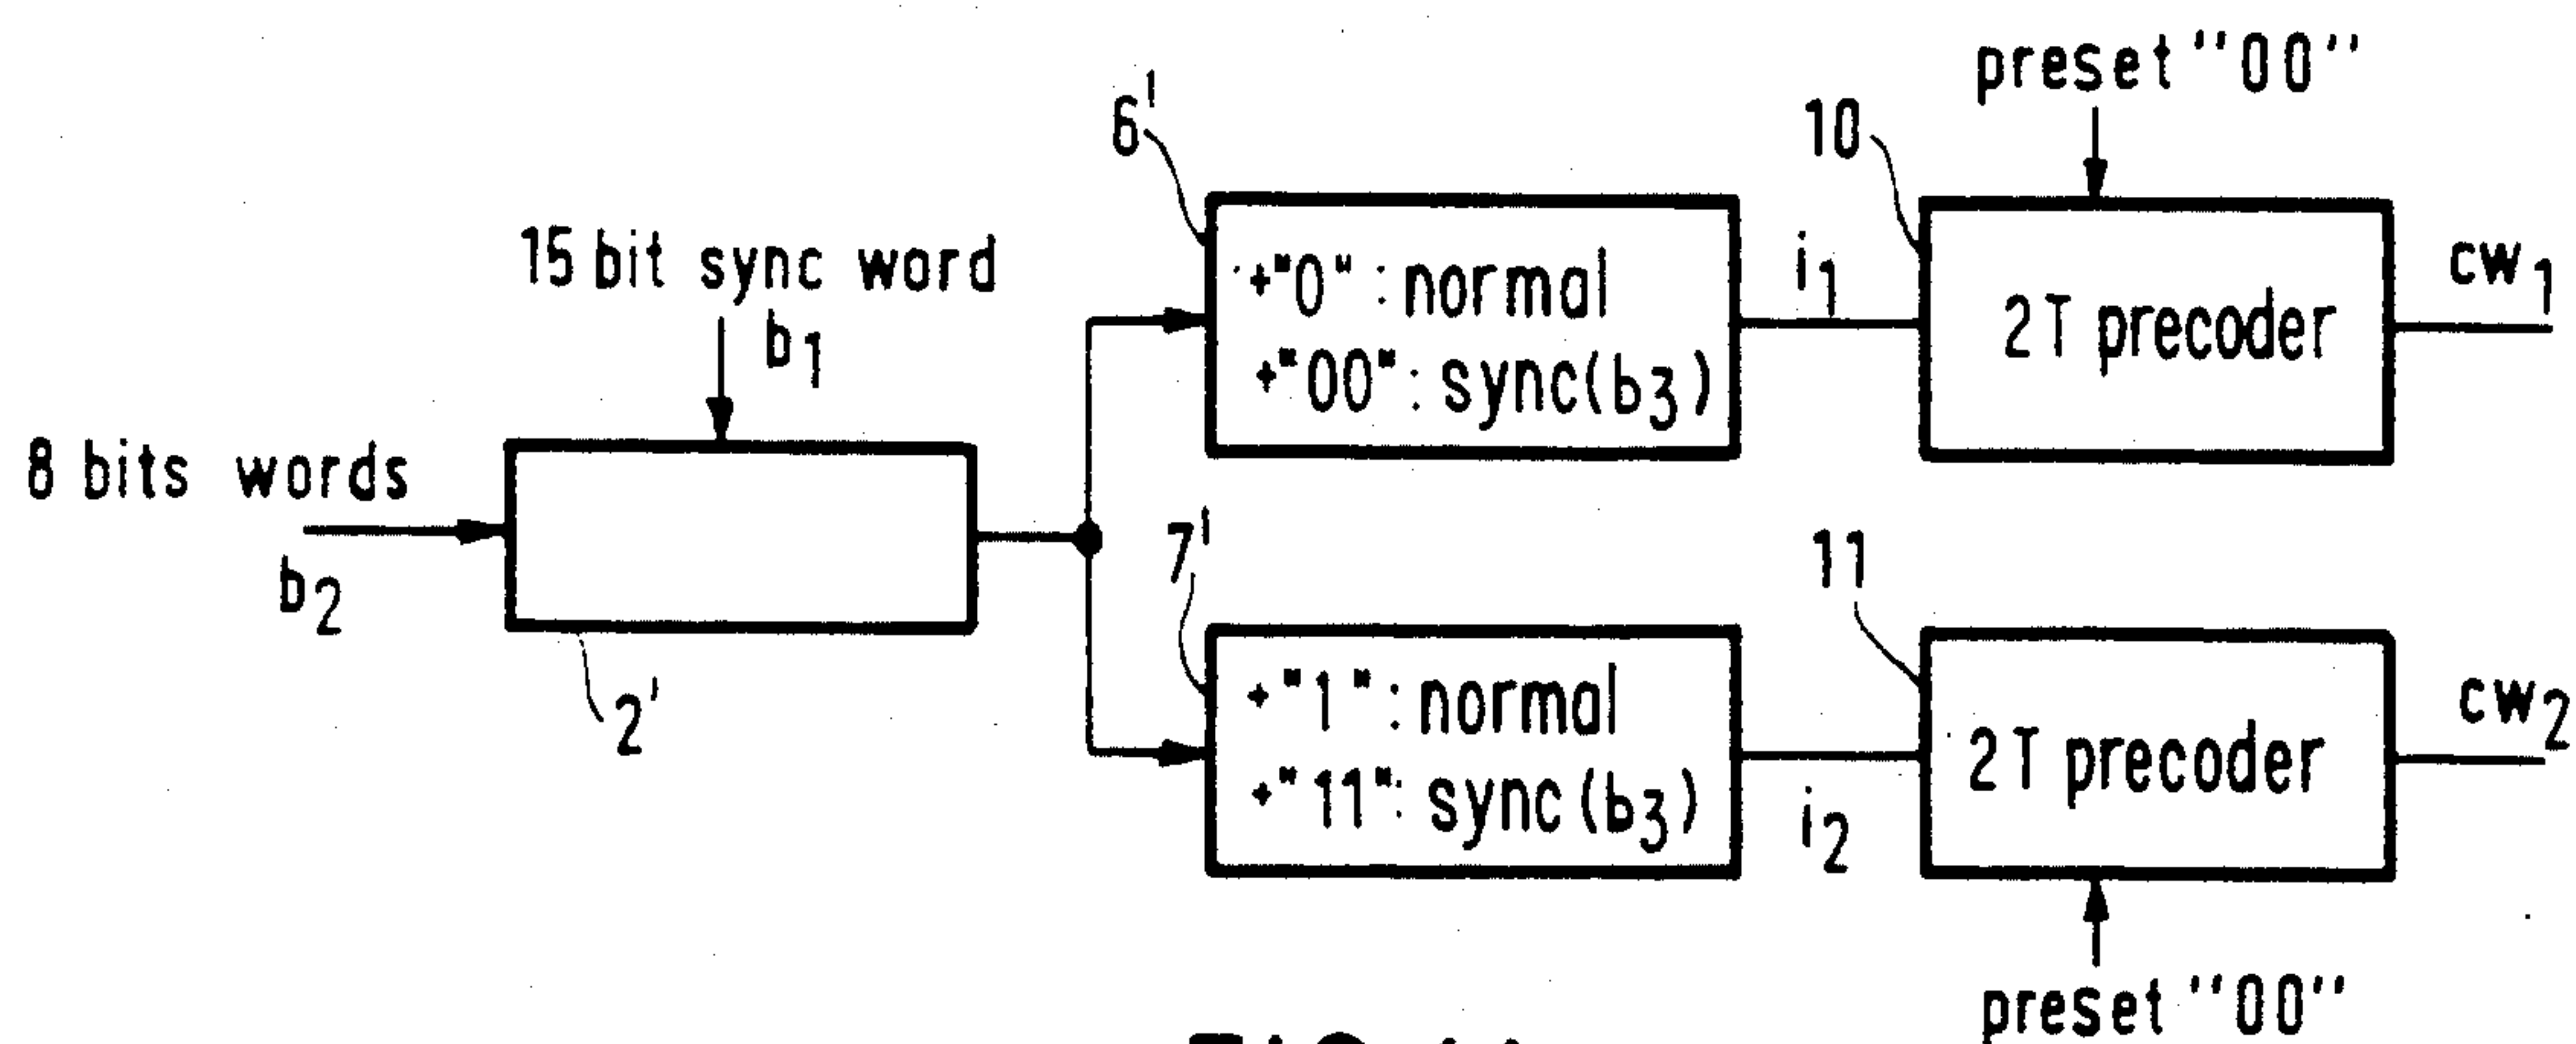 preset "00"
6'
10
15 bit sync word
b1
+"0" : normal
+"00" : sync(b3)
i1
2T precoder
cw1
8 bits words
b2
2'
7'
11
+"1" : normal
+"11" : sync(b3)
i2
2T precoder
cw2
preset "00"